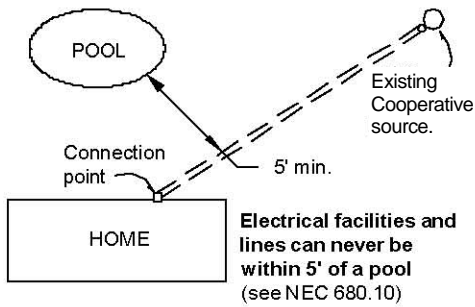 POOL
Existing
Cooperative
source.
Connection
point
5' min.
HOME
Electrical facilities and
lines can never be
within 5' of a pool
(see NEC 680.10)